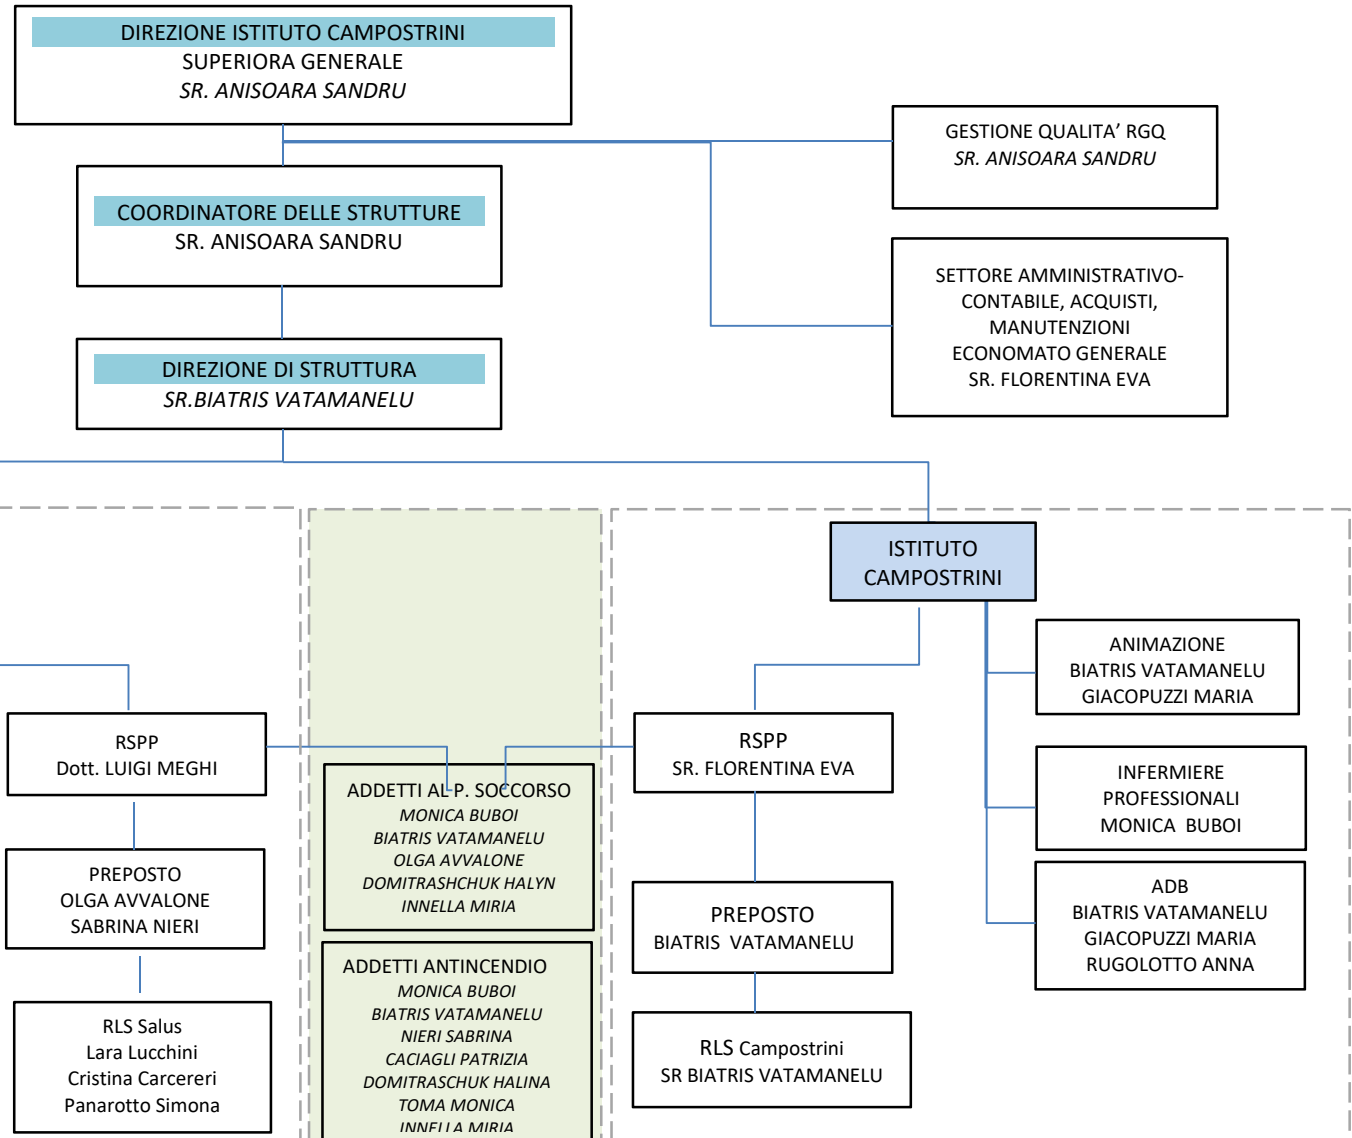 DIREZIONE ISTITUTO CAMPOSTRINI
SUPERIORA GENERALE
SR. ANISOARA SANDRU
GESTIONE QUALITA’ RGQ
SR. ANISOARA SANDRU
COORDINATORE DELLE STRUTTURE
SR. ANISOARA SANDRU
SETTORE AMMINISTRATIVO-
CONTABILE, ACQUISTI,
MANUTENZIONI
ECONOMATO GENERALE
SR. FLORENTINA EVA
DIREZIONE DI STRUTTURA
SR.BIATRIS VATAMANELU
ISTITUTO
CAMPOSTRINI
ANIMAZIONE
BIATRIS VATAMANELU
GIACOPUZZI MARIA
RSPP
Dott. LUIGI MEGHI
ADDETTI AL P. SOCCORSO
MONICA BUBOI
BIATRIS VATAMANELU
OLGA AVVALONE
DOMITRASHCHUK HALYN
INNELLA MIRIA
RSPP
SR. FLORENTINA EVA
INFERMIERE
PROFESSIONALI
MONICA BUBOI
PREPOSTO
OLGA AVVALONE
SABRINA NIERI
PREPOSTO
BIATRIS VATAMANELU
ADB
BIATRIS VATAMANELU
GIACOPUZZI MARIA
RUGOLOTTO ANNA
RLS Salus
Lara Lucchini
Cristina Carcereri
Panarotto Simona
ADDETTI ANTINCENDIO
MONICA BUBOI
BIATRIS VATAMANELU
NIERI SABRINA
CACIAGLI PATRIZIA
DOMITRASCHUK HALINA
TOMA MONICA
INNELLA MIRIA
RLS Campostrini
SR BIATRIS VATAMANELU